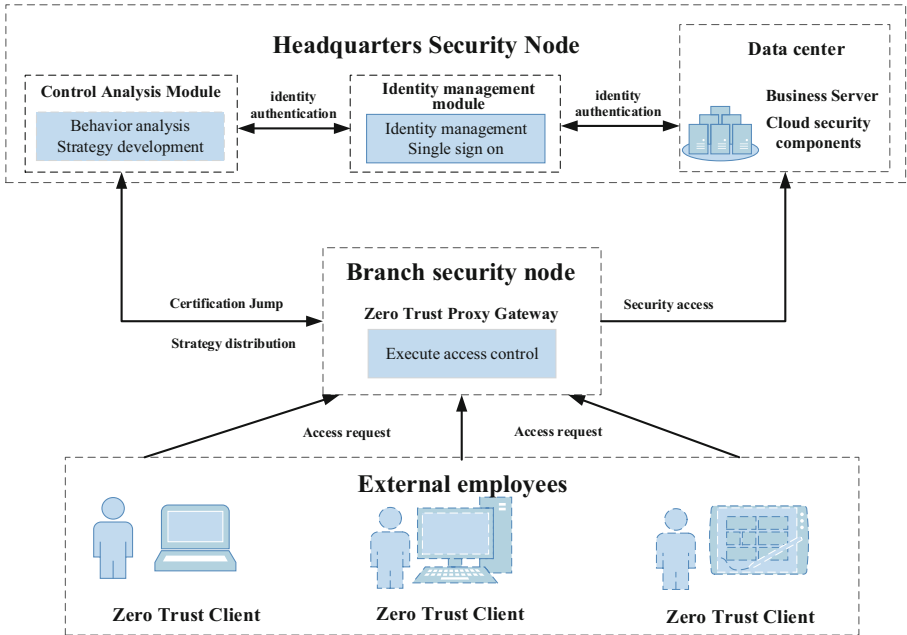 Headquarters Security Node
Control Analysis Module
Behavior analysis
Strategy development
identity
authentication
Identity management
module
Identity management
Single sign on
identity
authentication
Data center
Business Server
Cloud security
components
Certification Jump
Strategy distribution
Branch security node
Zero Trust Proxy Gateway
Execute access control
Security access
Access request
Access request
External employees
Zero Trust Client
Zero Trust Client
Zero Trust Client